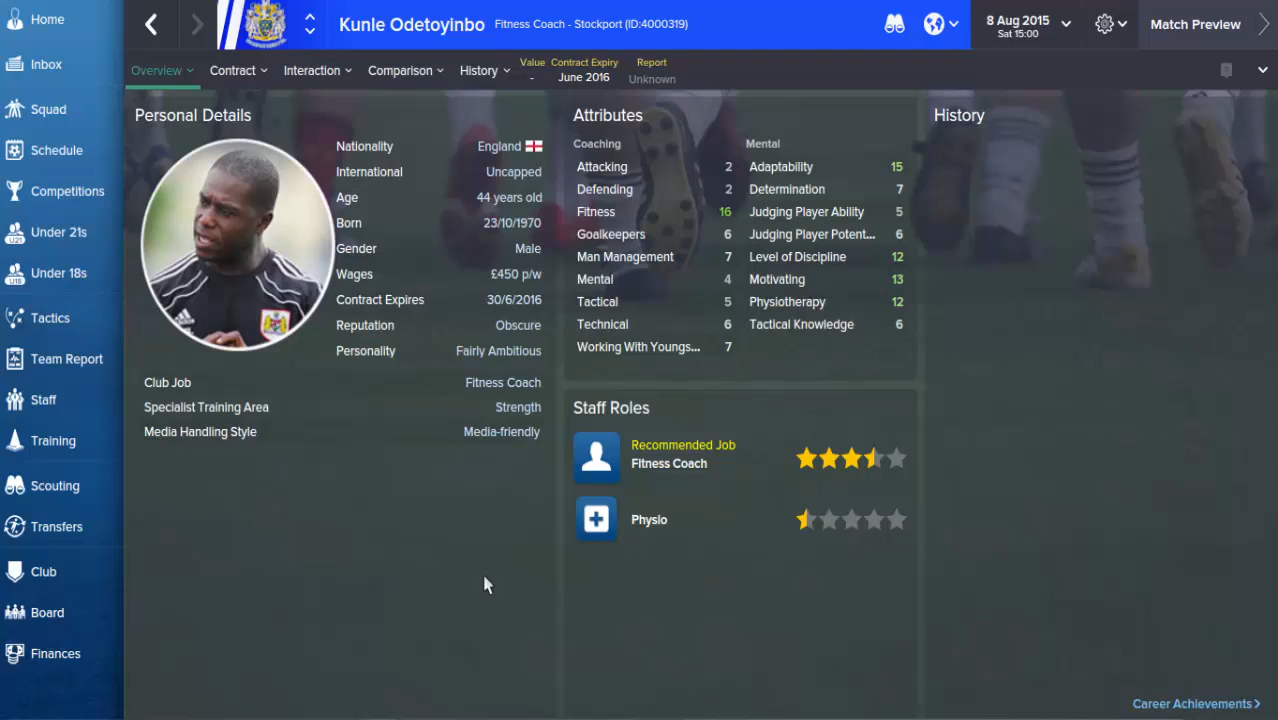 Home
Inbox
Squad
Schedule
Competitions
Under 21s
Under 18s
Tactics
Team Report
Staff
Training
Scouting
Transfers
Club
Board
Finances
Kunle Odetoyinbo Fitness Coach - Stockport (ID:4000319)
8 Aug 2015
Sat 15:00
Match Preview
Overview Contract Interaction Comparison History
Value Contract Expiry Report
- June 2016 Unknown
Personal Details
Nationality England
International Uncapped
Age 44 years old
Born 23/10/1970
Gender Male
Wages £450 p/w
Contract Expires 30/6/2016
Reputation Obscure
Personality Fairly Ambitious
Club Job Fitness Coach
Specialist Training Area Strength
Media Handling Style Media-friendly
Attributes
Coaching
Attacking 2
Defending 2
Fitness 16
Goalkeepers 6
Man Management 7
Mental 4
Tactical 5
Technical 6
Working With Youngs... 7
Mental
Adaptability 15
Determination 7
Judging Player Ability 5
Judging Player Potent... 6
Level of Discipline 12
Motivating 13
Physiotherapy 12
Tactical Knowledge 6
Staff Roles
Recommended Job
Fitness Coach
Physio
History
Career Achievements